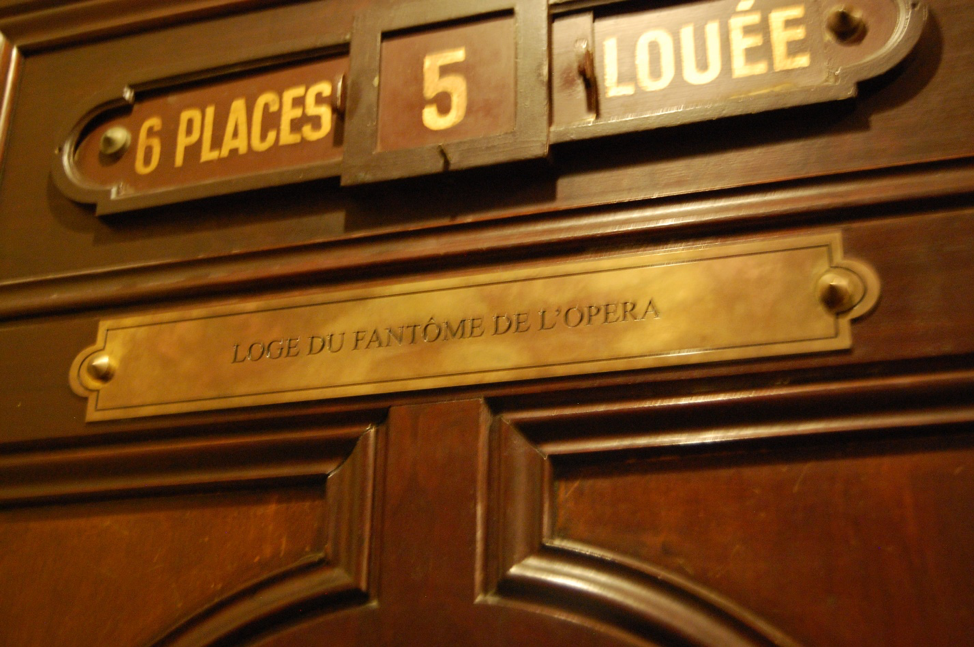 6 PLACES 5 LOUÉE
LOGE DU FANTÔME DE L'OPERA